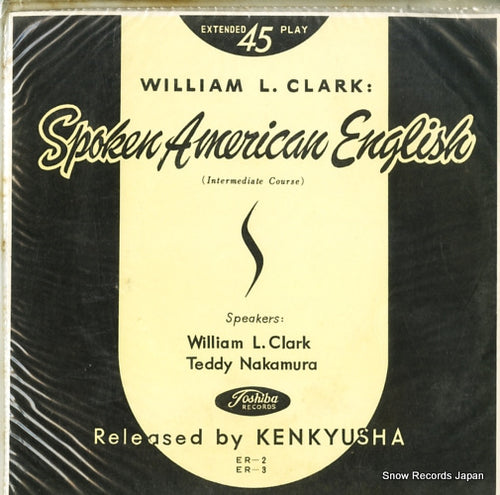 EXTENDED 45 PLAY
WILLIAM L. CLARK:
Spoken American English
(Intermediate Course)
Speakers:
William L. Clark
Teddy Nakamura
Toshiba
RECORDS
Released by KENKYUSHA
ER-2
ER-3
Snow Records Japan